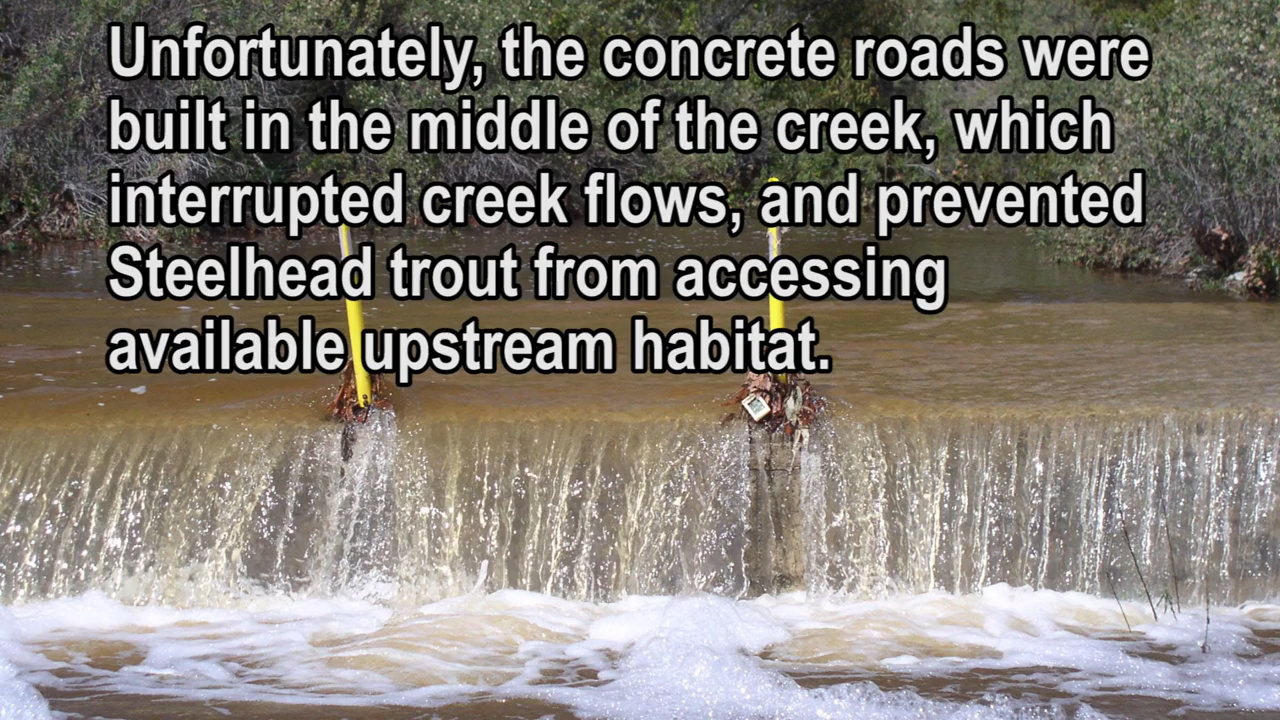 Unfortunately, the concrete roads were
built in the middle of the creek, which
interrupted creek flows, and prevented
Steelhead trout from accessing
available upstream habitat.